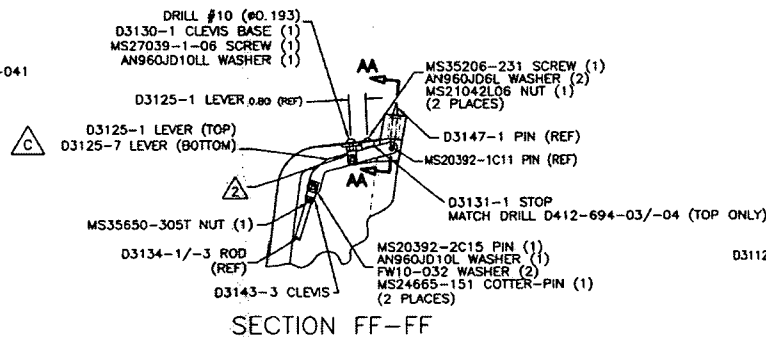 DRILL #10 (ø0.193)
D3130-1 CLEVIS BASE (1)
MS27039-1-06 SCREW (1)
AN960JD10LL WASHER (1)
-041
AA
MS35206-231 SCREW (1)
AN960JD6L WASHER (2)
MS21042L06 NUT (1)
(2 PLACES)
D3125-1 LEVER
0.80 (REF)
D3125-1 LEVER (TOP)
D3125-7 LEVER (BOTTOM)
C
D3147-1 PIN (REF)
MS20392-1C11 PIN (REF)
AA
2
D3131-1 STOP
MATCH DRILL D412-694-03/-04 (TOP ONLY)
MS35650-305T NUT (1)
D3134-1/-3 ROD
(REF)
D3143-3 CLEVIS
MS20392-2C15 PIN (1)
AN960JD10L WASHER (1)
FW10-032 WASHER (2)
MS24665-151 COTTER-PIN (1)
(2 PLACES)
D3112
SECTION FF-FF